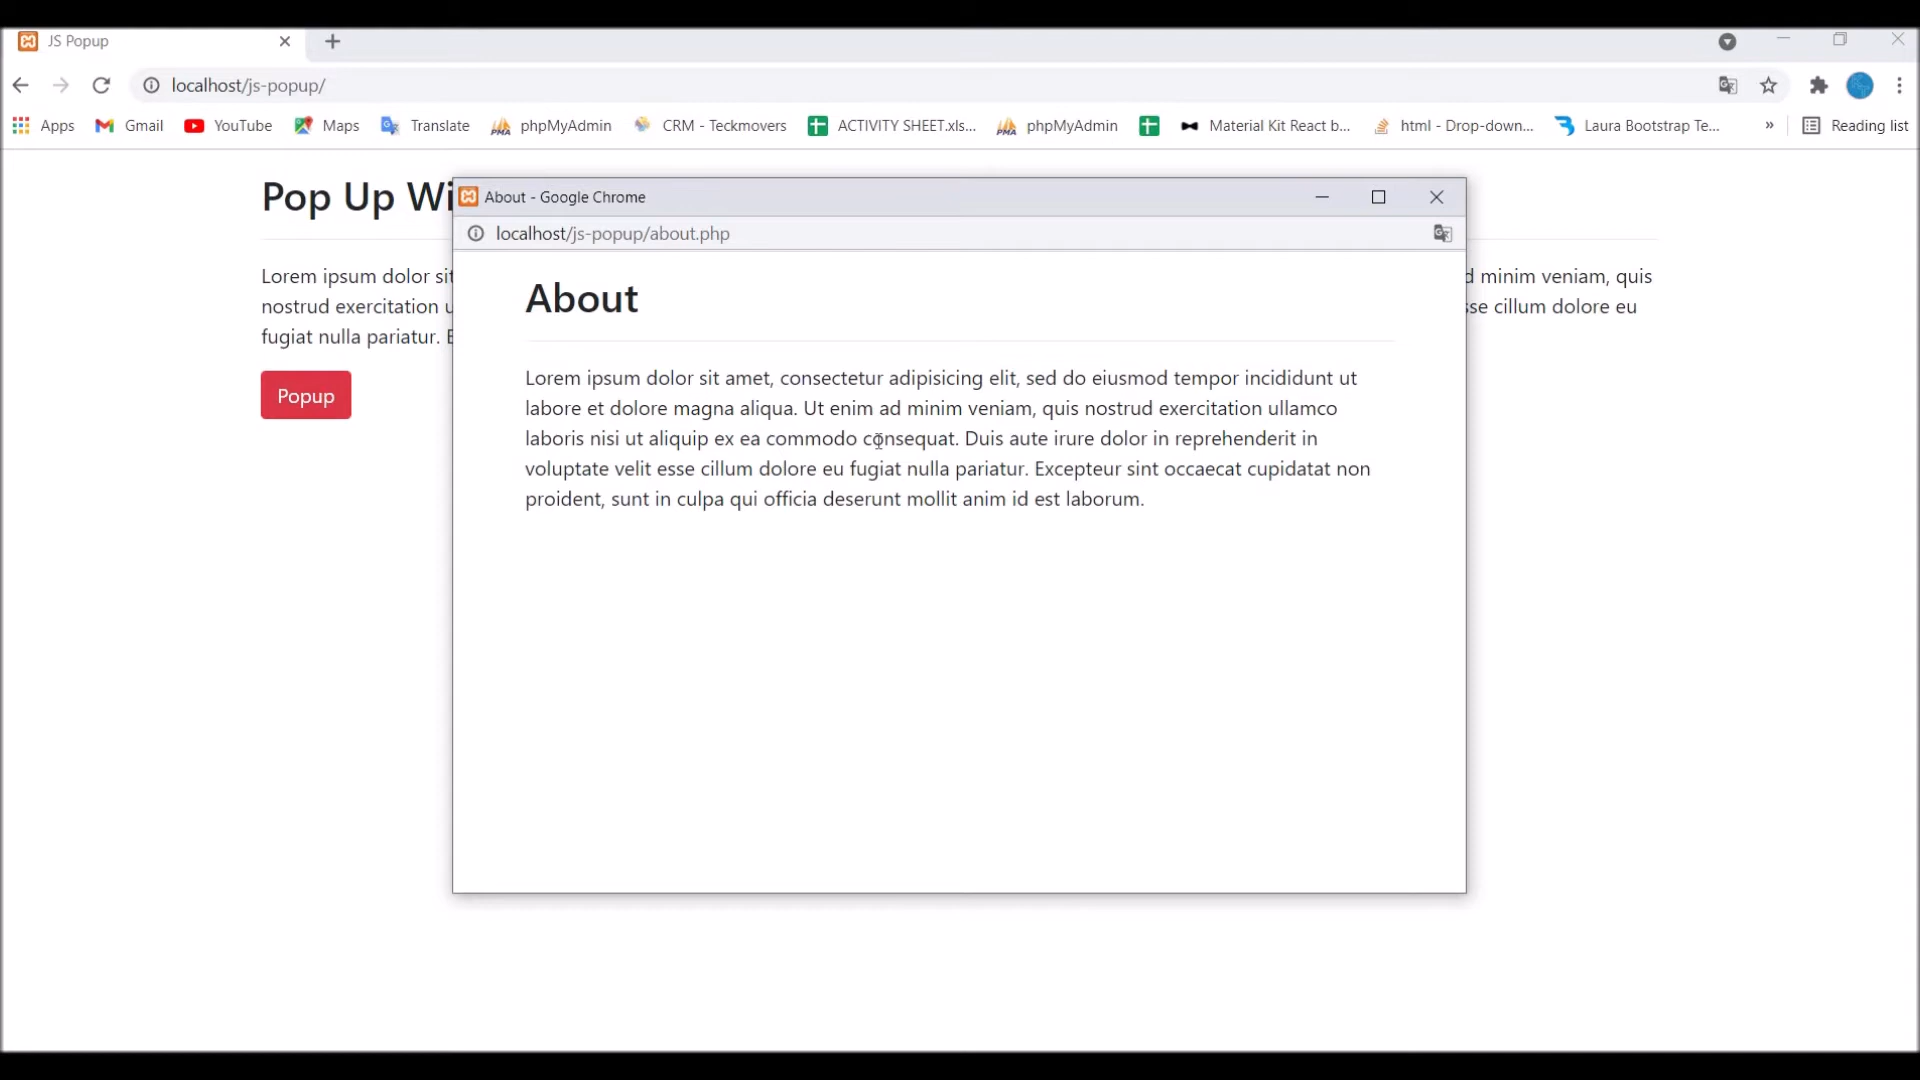 JS Popup
localhost/js-popup/
Apps Gmail YouTube Maps Translate phpMyAdmin CRM - Teckmovers ACTIVITY SHEET.xls... phpMyAdmin Material Kit React b... html - Drop-down... Laura Bootstrap Te... » Reading list
Pop Up Wi
Lorem ipsum dolor sit
d minim veniam, quis
nostrud exercitation u
sse cillum dolore eu
fugiat nulla pariatur. E
Popup
About - Google Chrome
localhost/js-popup/about.php
About
Lorem ipsum dolor sit amet, consectetur adipisicing elit, sed do eiusmod tempor incididunt ut
labore et dolore magna aliqua. Ut enim ad minim veniam, quis nostrud exercitation ullamco
laboris nisi ut aliquip ex ea commodo consequat. Duis aute irure dolor in reprehenderit in
voluptate velit esse cillum dolore eu fugiat nulla pariatur. Excepteur sint occaecat cupidatat non
proident, sunt in culpa qui officia deserunt mollit anim id est laborum.